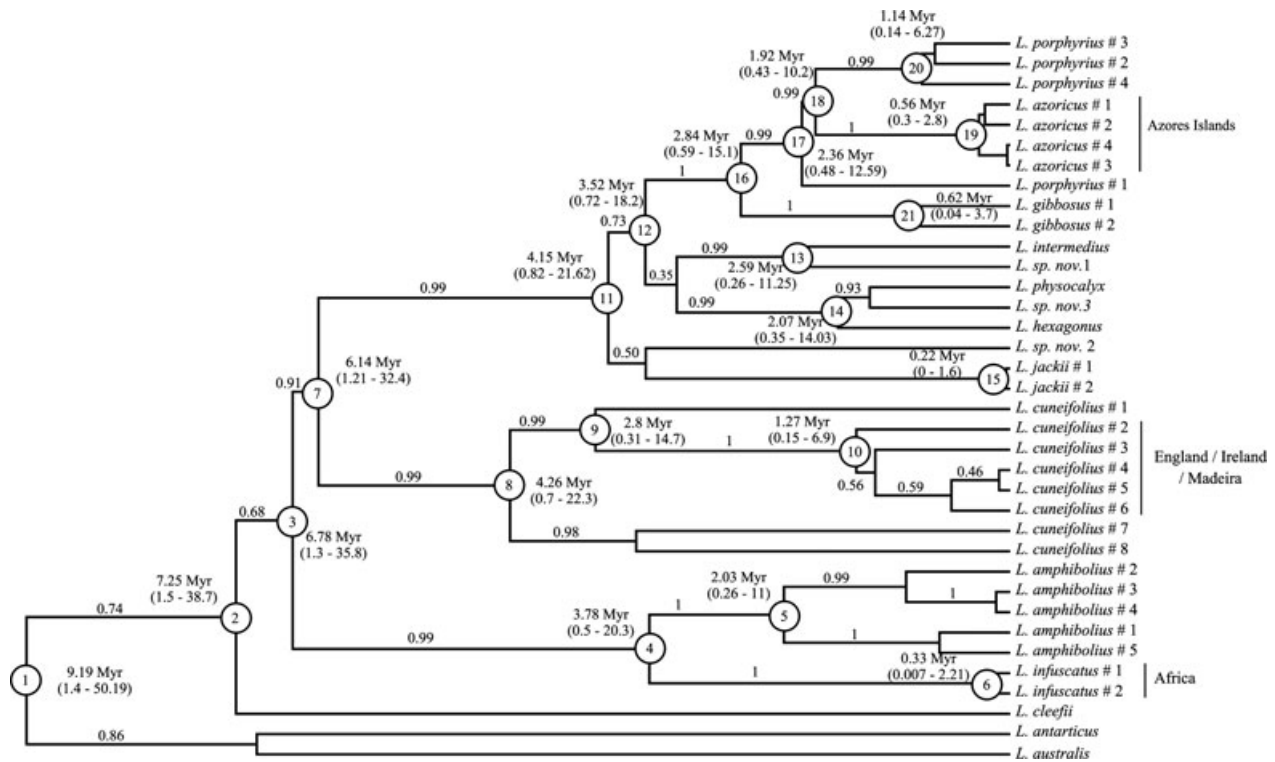 1.14 Myr
(0.14 - 6.27)
L. porphyrius # 3
1.92 Myr
(0.43 - 10.2)
0.99
20
L. porphyrius # 2
L. porphyrius # 4
0.99
18
0.56 Myr
(0.3 - 2.8)
L. azoricus # 1
L. azoricus # 2
Azores Islands
2.84 Myr
(0.59 - 15.1)
0.99
17
1
19
L. azoricus # 4
L. azoricus # 3
2.36 Myr
(0.48 - 12.59)
3.52 Myr
(0.72 - 18.2)
1
16
L. porphyrius # 1
0.62 Myr
(0.04 - 3.7)
L. gibbosus # 1
1
21
L. gibbosus # 2
0.73
12
L. intermedius
4.15 Myr
(0.82 - 21.62)
0.99
13
2.59 Myr
(0.26 - 11.25)
L. sp. nov.1
0.35
0.93
L. physocalyx
0.99
11
0.99
14
L. sp. nov.3
2.07 Myr
(0.35 - 14.03)
L. hexagonus
L. sp. nov. 2
0.50
0.22 Myr
(0 - 1.6)
15
L. jackii # 1
L. jackii # 2
6.14 Myr
(1.21 - 32.4)
0.91
7
L. cuneifolius # 1
0.99
9
2.8 Myr
(0.31 - 14.7)
1
1.27 Myr
(0.15 - 6.9)
10
L. cuneifolius # 2
L. cuneifolius # 3
England / Ireland
/ Madeira
0.46
L. cuneifolius # 4
0.99
8
4.26 Myr
(0.7 - 22.3)
0.56
0.59
L. cuneifolius # 5
L. cuneifolius # 6
0.68
3
6.78 Myr
(1.3 - 35.8)
0.98
L. cuneifolius # 7
L. cuneifolius # 8
7.25 Myr
(1.5 - 38.7)
2.03 Myr
(0.26 - 11)
0.99
L. amphibolius # 2
1
L. amphibolius # 3
L. amphibolius # 4
0.74
2
3.78 Myr
(0.5 - 20.3)
1
5
1
L. amphibolius # 1
L. amphibolius # 5
0.99
4
0.33 Myr
(0.007 - 2.21)
1
6
L. infuscatus # 1
L. infuscatus # 2
Africa
1
9.19 Myr
(1.4 - 50.19)
L. cleefii
0.86
L. antarticus
L. australis